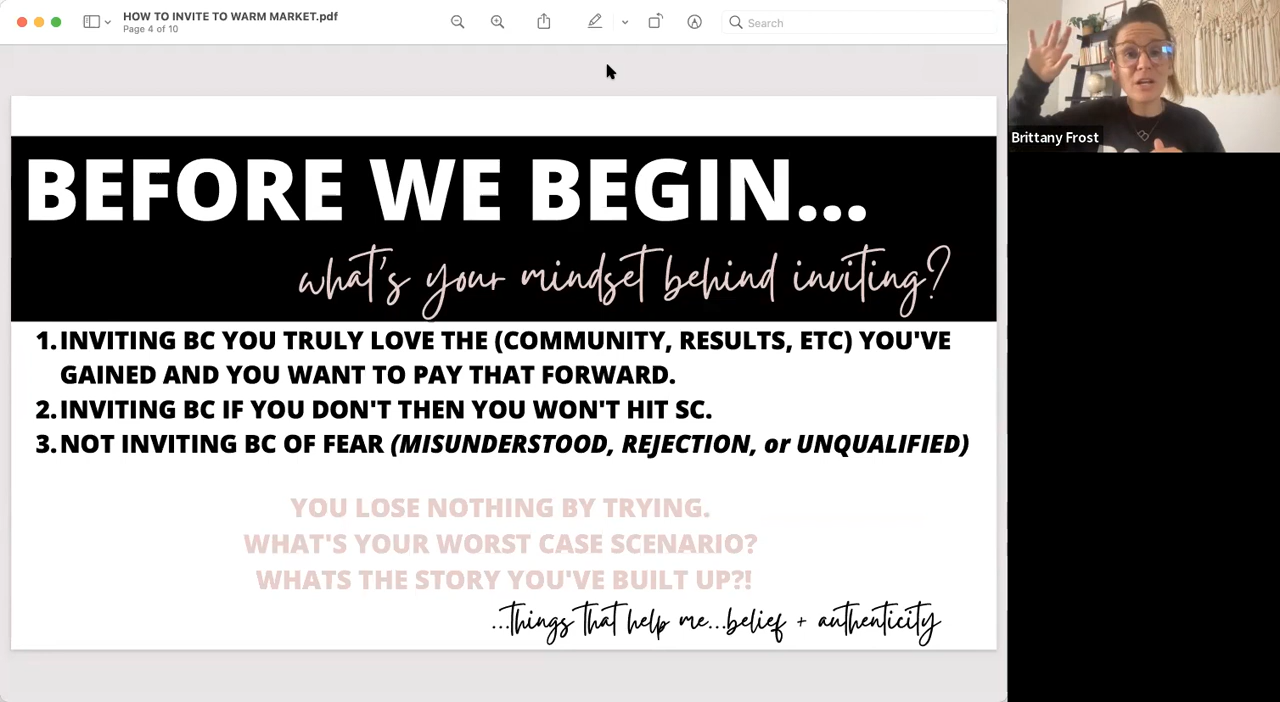 HOW TO INVITE TO WARM MARKET.pdf
Page 4 of 10
Search
Brittany Frost
BEFORE WE BEGIN...
what's your mindset behind inviting?
1. INVITING BC YOU TRULY LOVE THE (COMMUNITY, RESULTS, ETC) YOU'VE
GAINED AND YOU WANT TO PAY THAT FORWARD.
2. INVITING BC IF YOU DON'T THEN YOU WON'T HIT SC.
3. NOT INVITING BC OF FEAR (MISUNDERSTOOD, REJECTION, or UNQUALIFIED)
YOU LOSE NOTHING BY TRYING.
WHAT'S YOUR WORST CASE SCENARIO?
WHATS THE STORY YOU'VE BUILT UP?!
...things that help me...belief + authenticity